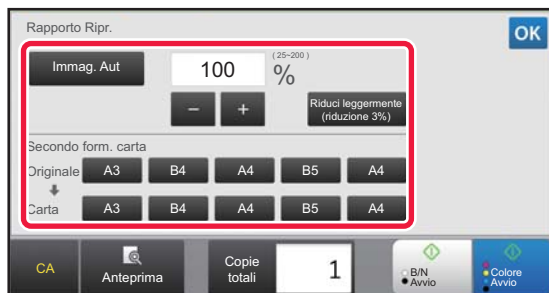 Rapporto Ripr.
OK
Immag. Aut
100
(25~200)
%
−
+
Riduci leggermente
(riduzione 3%)
Secondo form. carta
Originale
A3
B4
A4
B5
A4
Carta
A3
B4
A4
B5
A4
CA
Anteprima
Copie
totali
1
B/N
Avvio
Colore
Avvio